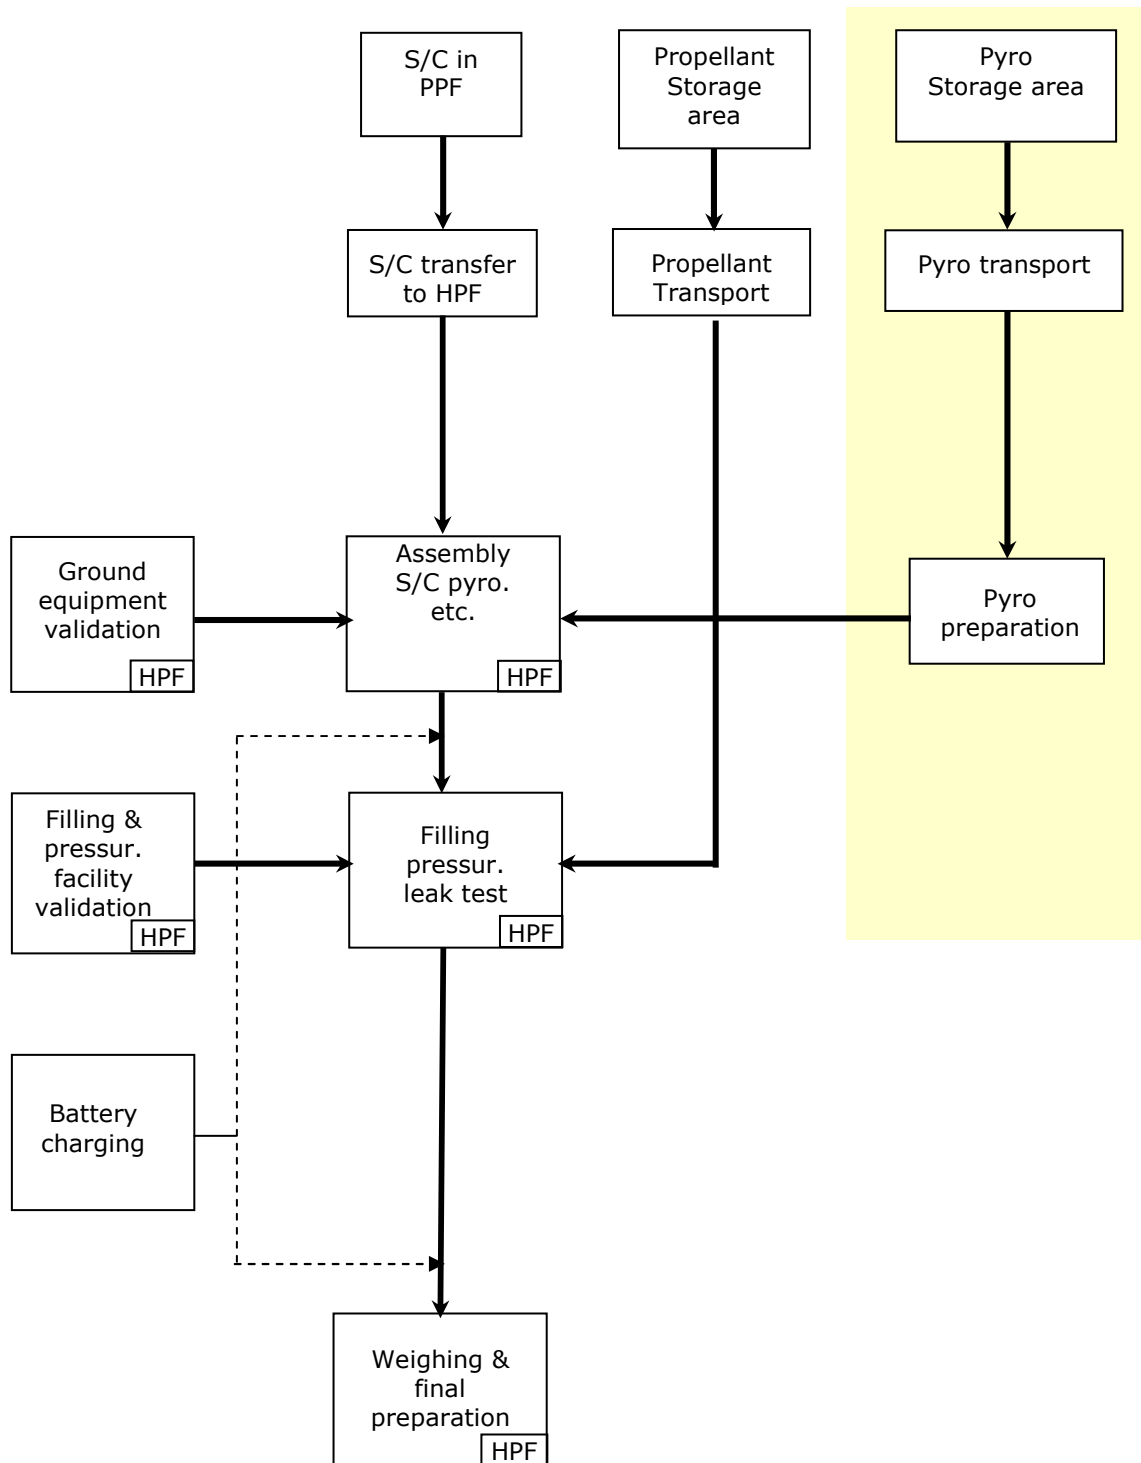 S/C in
PPF
Propellant
Storage
area
Pyro
Storage area
S/C transfer
to HPF
Propellant
Transport
Pyro transport
Ground
equipment
validation
HPF
Assembly
S/C pyro.
etc.
HPF
Pyro
preparation
Filling &
pressur.
facility
validation
HPF
Filling
pressur.
leak test
HPF
Battery
charging
Weighing &
final
preparation
HPF